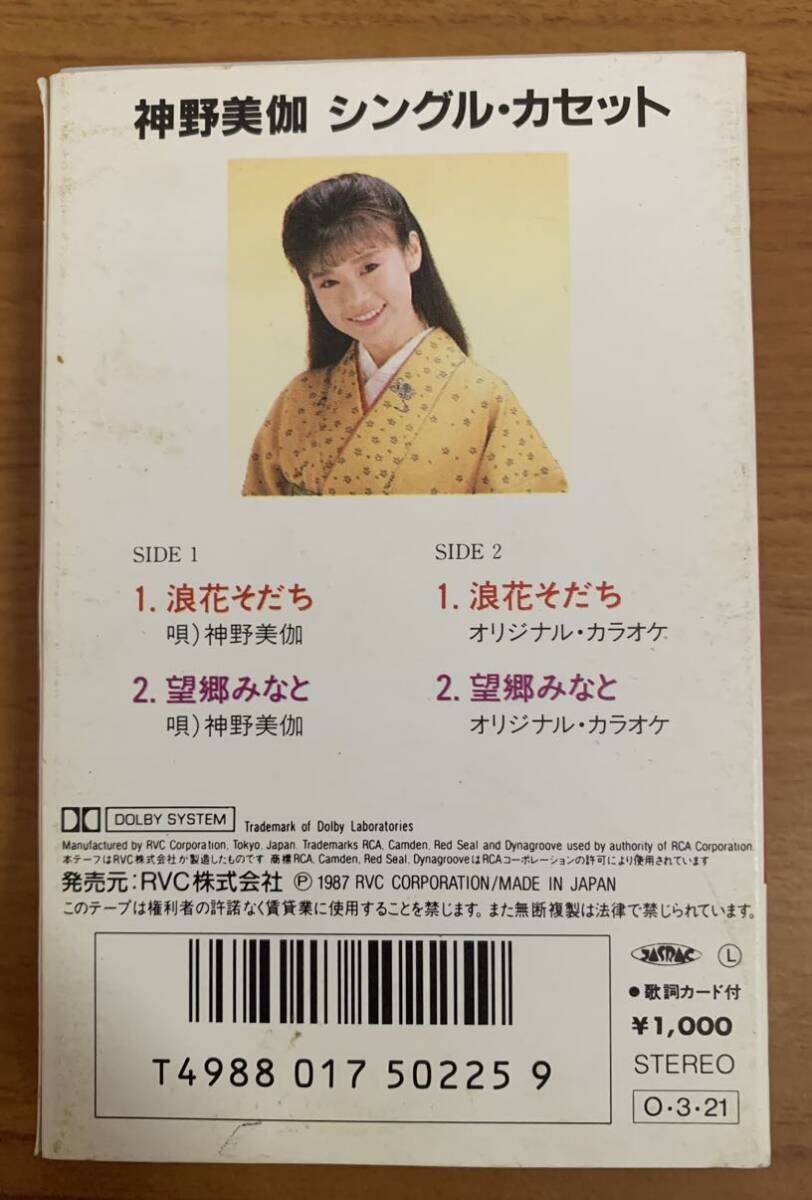 神野美伽 シングル・カセット
SIDE 1
1. 浪花そだち
唄)神野美伽
2. 望郷みなと
唄)神野美伽
SIDE 2
1. 浪花そだち
オリジナル・カラオケ
2. 望郷みなと
オリジナル・カラオケ
DOLBY SYSTEM Trademark of Dolby Laboratories
Manufactured by RVC Corporation, Tokyo, Japan. Trademarks RCA, Camden, Red Seal and Dynagroove used by authority of RCA Corporation.
本テープはRVC株式会社が製造したものです 商標RCA, Camden, Red Seal, DynagrooveはRCAコーポレーションの許可により使用されています
発売元:RVC株式会社 Ⓟ 1987 RVC CORPORATION/MADE IN JAPAN
このテープは権利者の許諾なく賃貸業に使用することを禁じます。また無断複製は法律で禁じられています。
T4988 017 50225 9
JASRAC Ⓛ
●歌詞カード付
¥1,000
STEREO
O・3・21